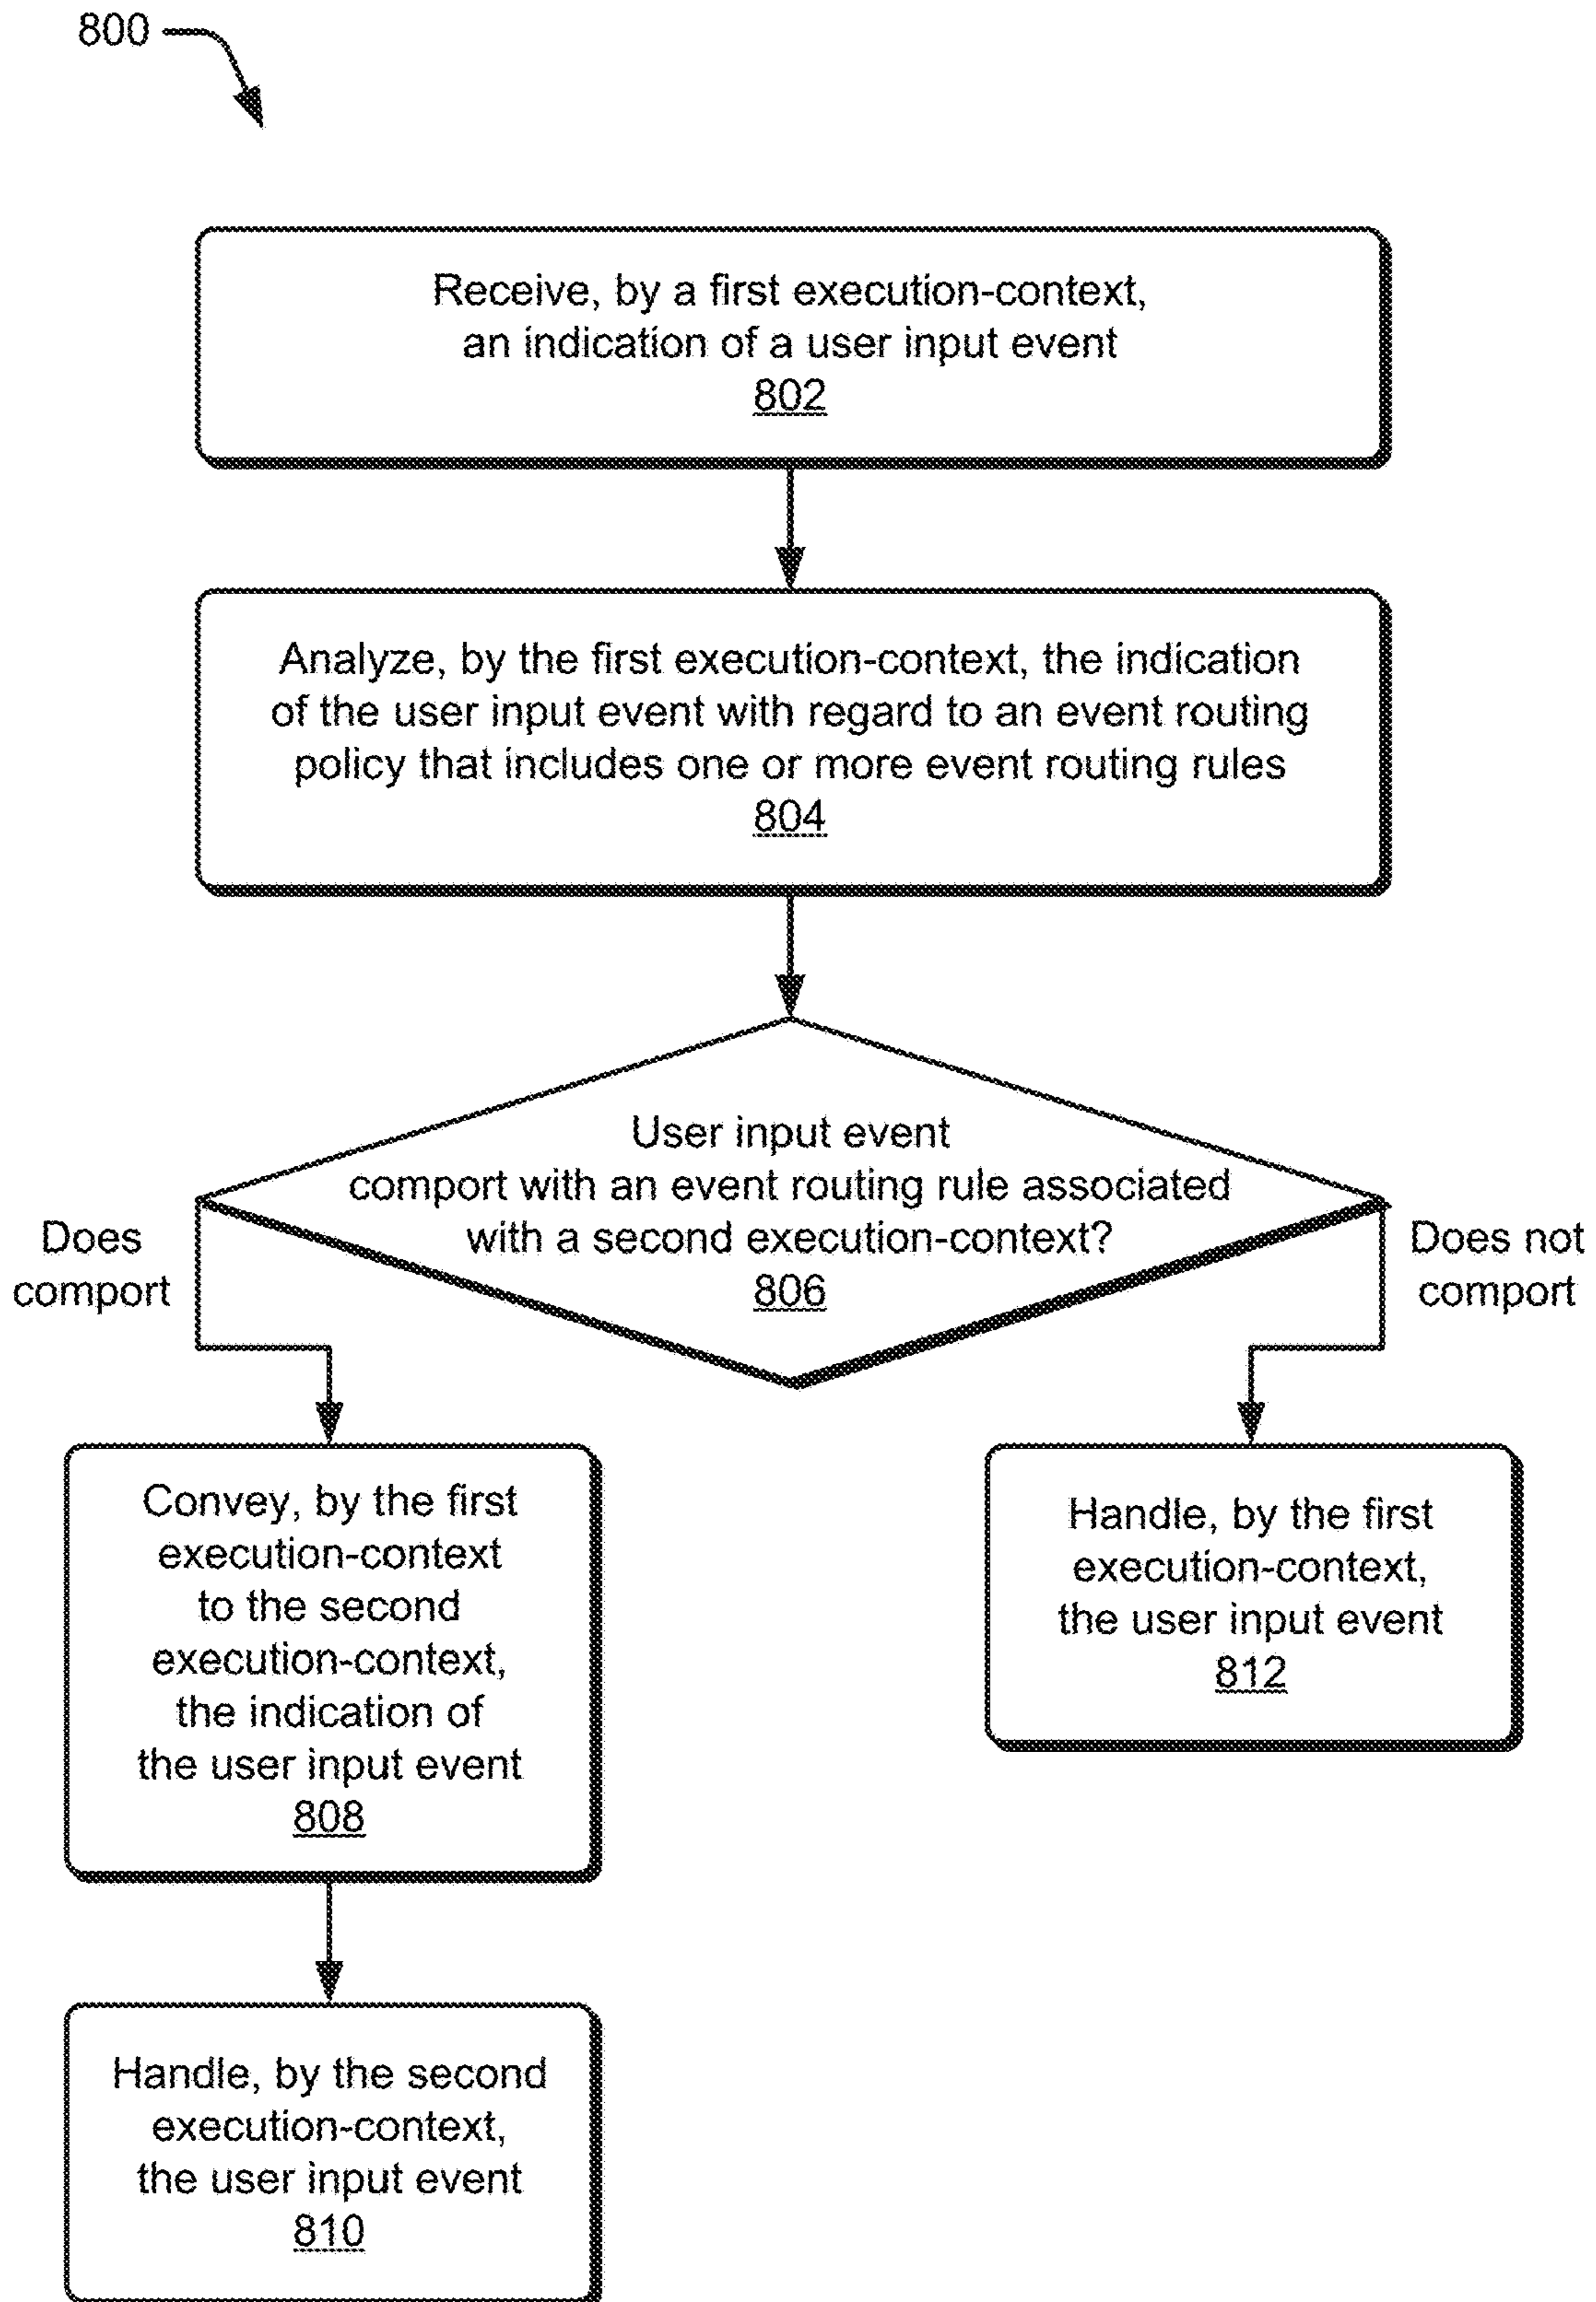 800
Receive, by a first execution-context,
an indication of a user input event
802
Analyze, by the first execution-context, the indication
of the user input event with regard to an event routing
policy that includes one or more event routing rules
804
User input event
comport with an event routing rule associated
with a second execution-context?
806
Does
comport
Does not
comport
Convey, by the first
execution-context
to the second
execution-context,
the indication of
the user input event
808
Handle, by the first
execution-context,
the user input event
812
Handle, by the second
execution-context,
the user input event
810